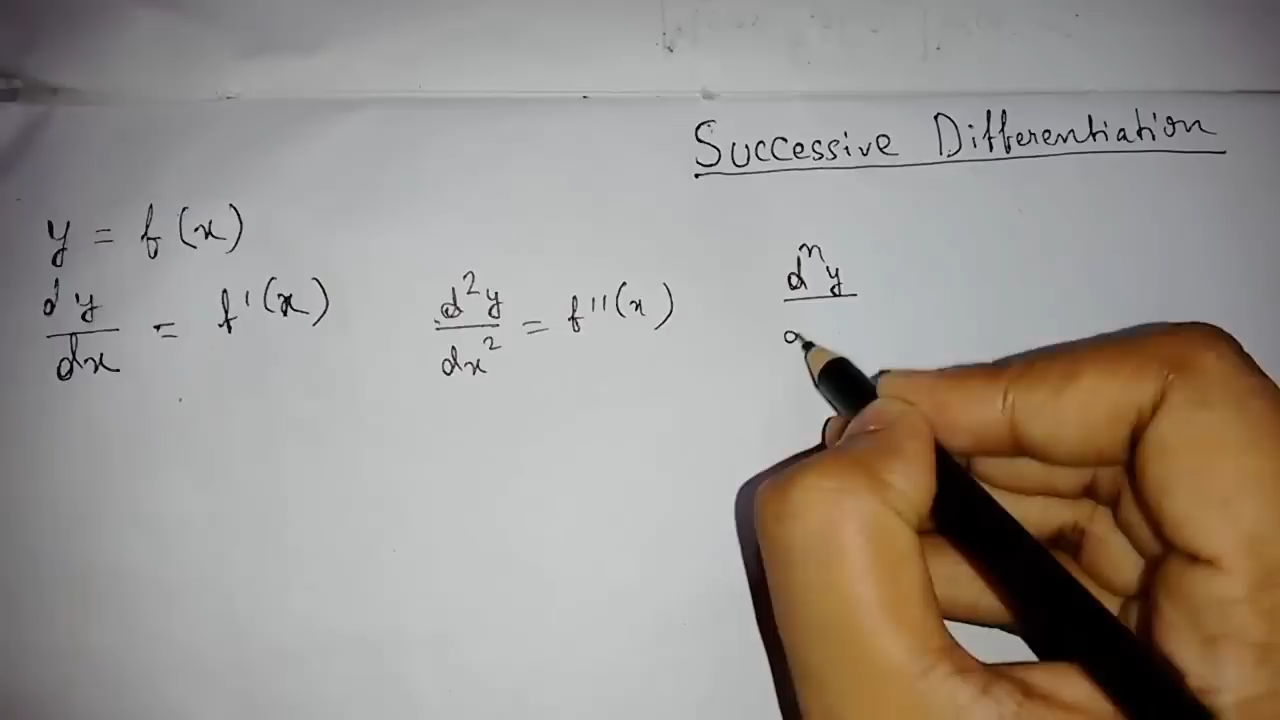 Successive Differentiation
y = f(x)
dy/dx = f'(x) d²y/dx² = f''(x) dⁿy/d